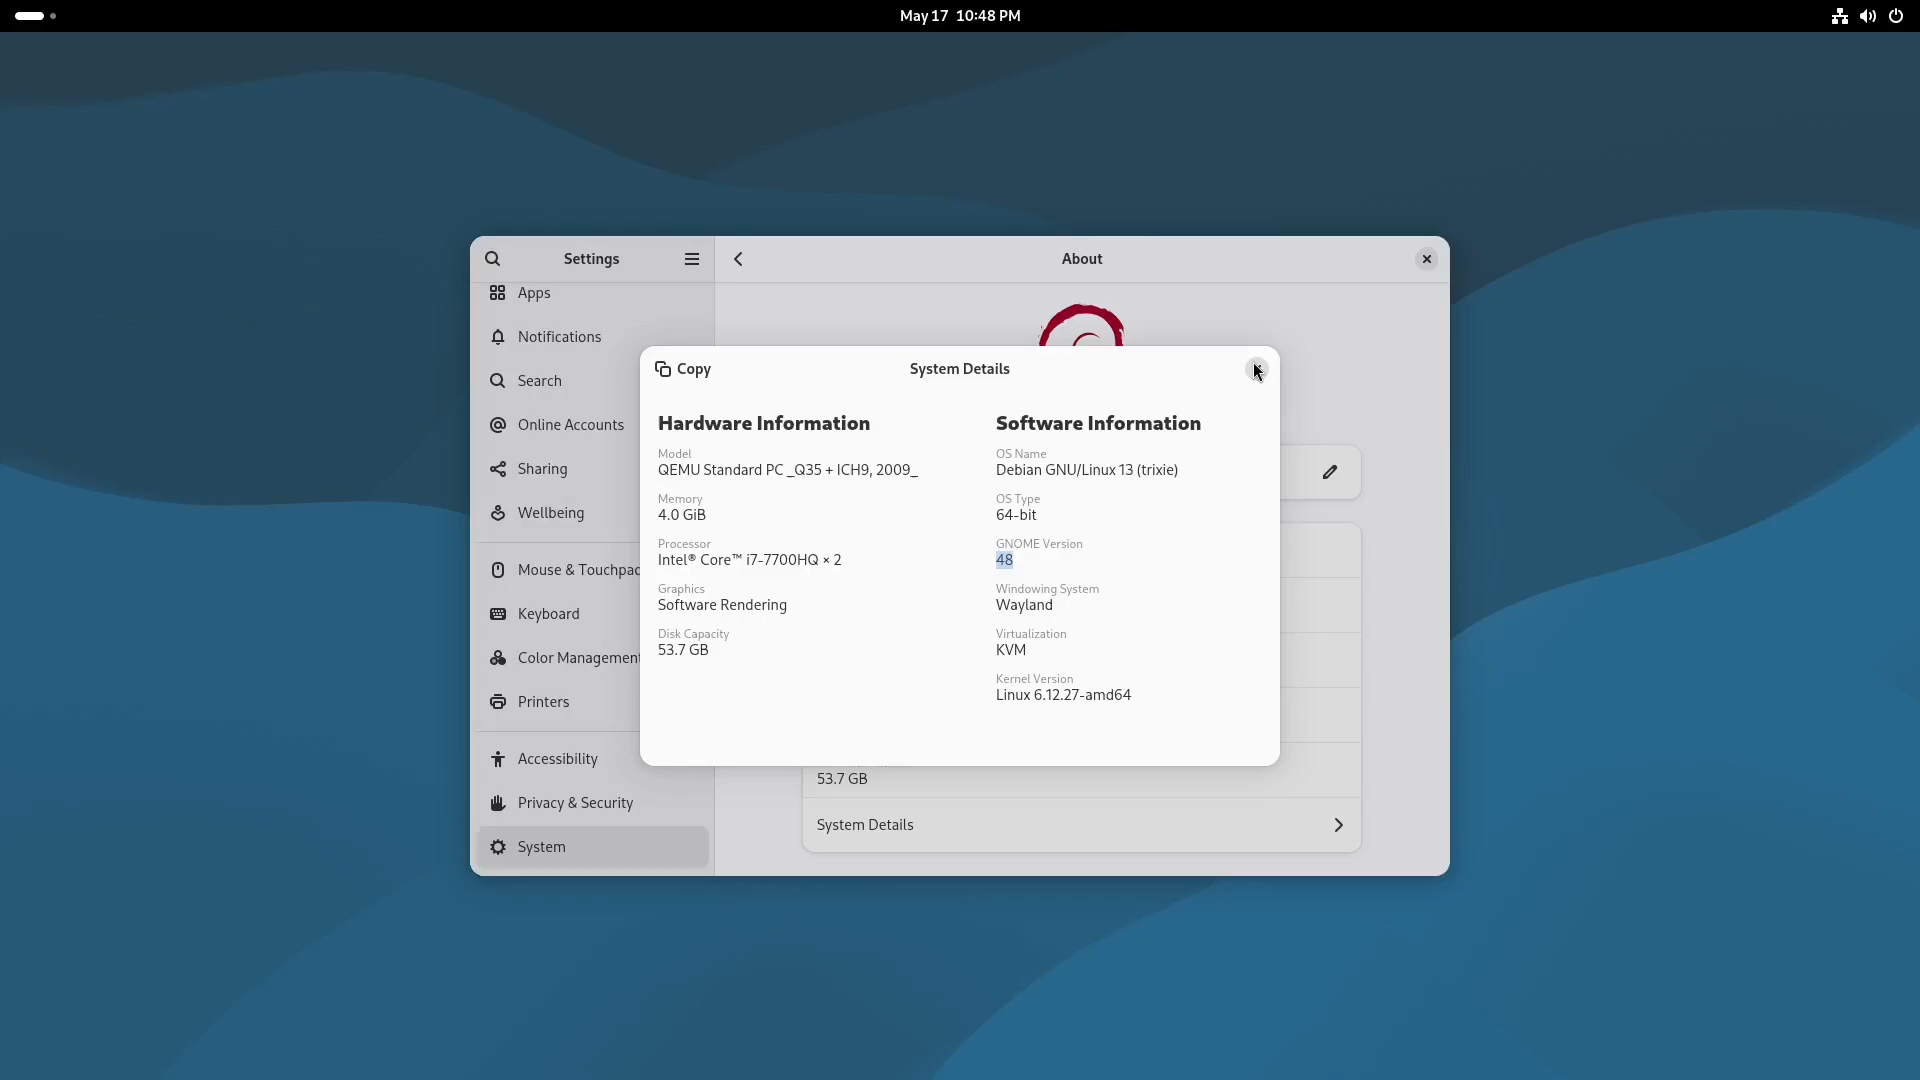 May 17 10:48 PM
Settings
About
Apps
Notifications
Search
Online Accounts
Sharing
Wellbeing
Mouse & Touchpad
Keyboard
Color Management
Printers
Accessibility
Privacy & Security
System
Copy
System Details
Hardware Information
Model
QEMU Standard PC _Q35 + ICH9, 2009_
Memory
4.0 GiB
Processor
Intel® Core™ i7-7700HQ × 2
Graphics
Software Rendering
Disk Capacity
53.7 GB
Software Information
OS Name
Debian GNU/Linux 13 (trixie)
OS Type
64-bit
GNOME Version
48
Windowing System
Wayland
Virtualization
KVM
Kernel Version
Linux 6.12.27-amd64
53.7 GB
System Details